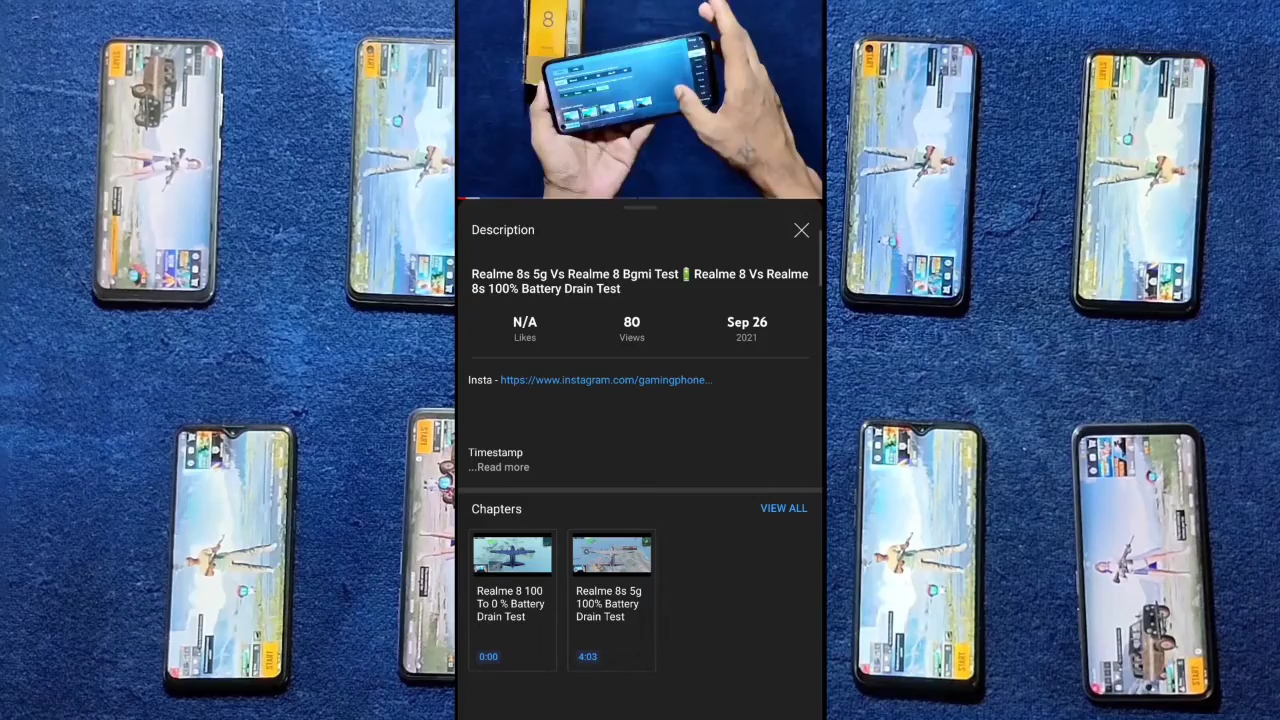 8
START
START
START
START
Description
Realme 8s 5g Vs Realme 8 Bgmi Test🔋Realme 8 Vs Realme
8s 100% Battery Drain Test
N/A
80
Sep 26
Likes
Views
2021
Insta - https://www.instagram.com/gamingphone...
Timestamp
...Read more
Chapters
VIEW ALL
Realme 8 100
To 0 % Battery
Drain Test
0:00
Realme 8s 5g
100% Battery
Drain Test
4:03
START
START
START
START